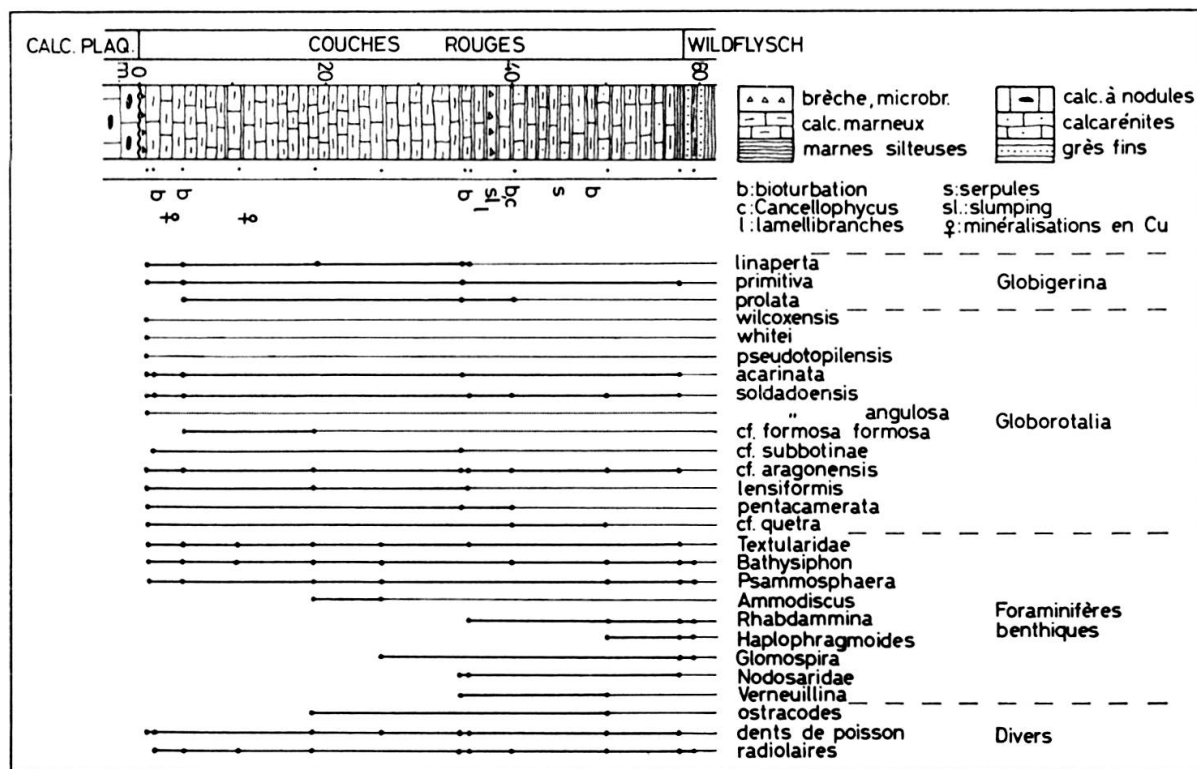 CALC. PLAQ. COUCHES ROUGES WILDFLYSCH
m. 0 20 40 60
brèche, microbr. calc. à nodules
calc. marneux calcarénites
marnes silteuses grès fins
b b b sl l b,c s b
♀ ♀
b: bioturbation s: serpules
c: Cancellophycus sl.: slumping
l: lamellibranches ♀: minéralisations en Cu
linaperta
primitiva Globigerina
prolata
wilcoxensis
whitei
pseudotopilensis
acarinata
soldadoensis
„ angulosa
Globorotalia
cf. formosa formosa
cf. subbotinae
cf. aragonensis
lensiformis
pentacamerata
cf. quetra
Textularidae
Bathysiphon
Psammosphaera
Ammodiscus
Foraminifères
Rhabdammina
benthiques
Haplophragmoides
Glomospira
Nodosaridae
Verneuillina
ostracodes
dents de poisson Divers
radiolaires